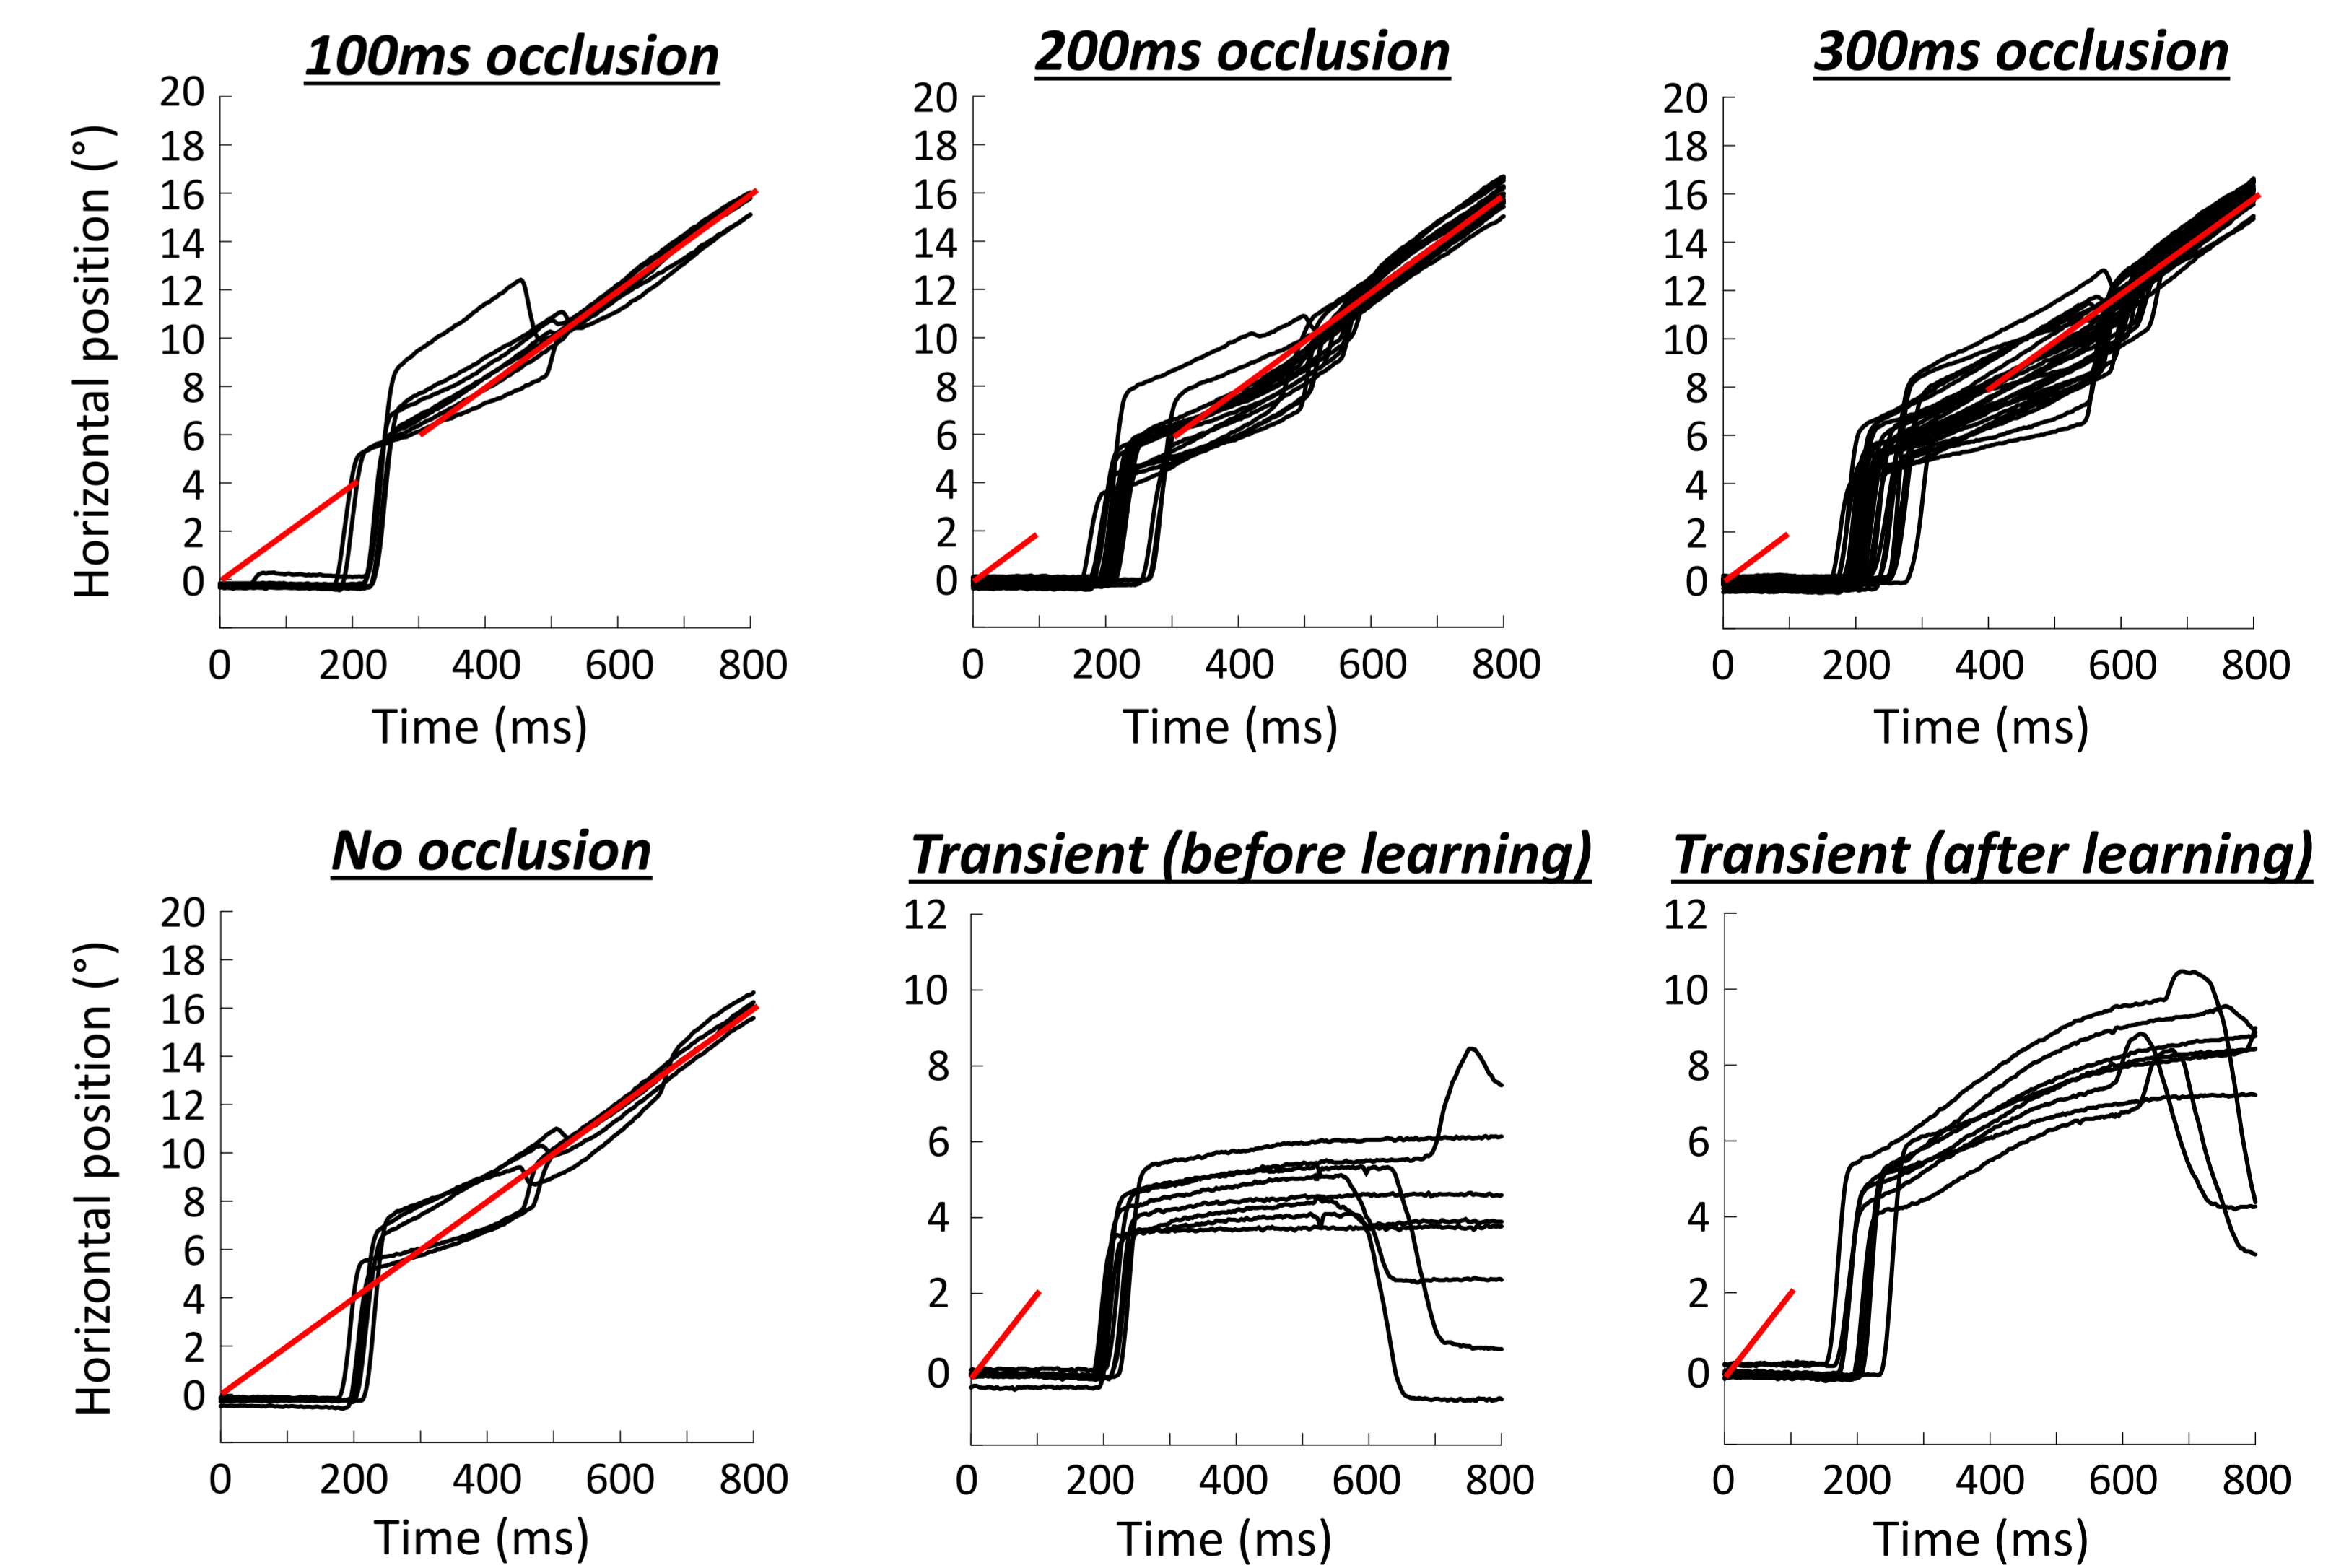 100ms occlusion
200ms occlusion
300ms occlusion
Horizontal position (°)
20
18
16
14
12
10
8
6
4
2
0
0 200 400 600 800
Time (ms)
20
18
16
14
12
10
8
6
4
2
0
0 200 400 600 800
Time (ms)
20
18
16
14
12
10
8
6
4
2
0
0 200 400 600 800
Time (ms)
No occlusion
Transient (before learning)
Transient (after learning)
Horizontal position (°)
20
18
16
14
12
10
8
6
4
2
0
0 200 400 600 800
Time (ms)
12
10
8
6
4
2
0
0 200 400 600 800
Time (ms)
12
10
8
6
4
2
0
0 200 400 600 800
Time (ms)